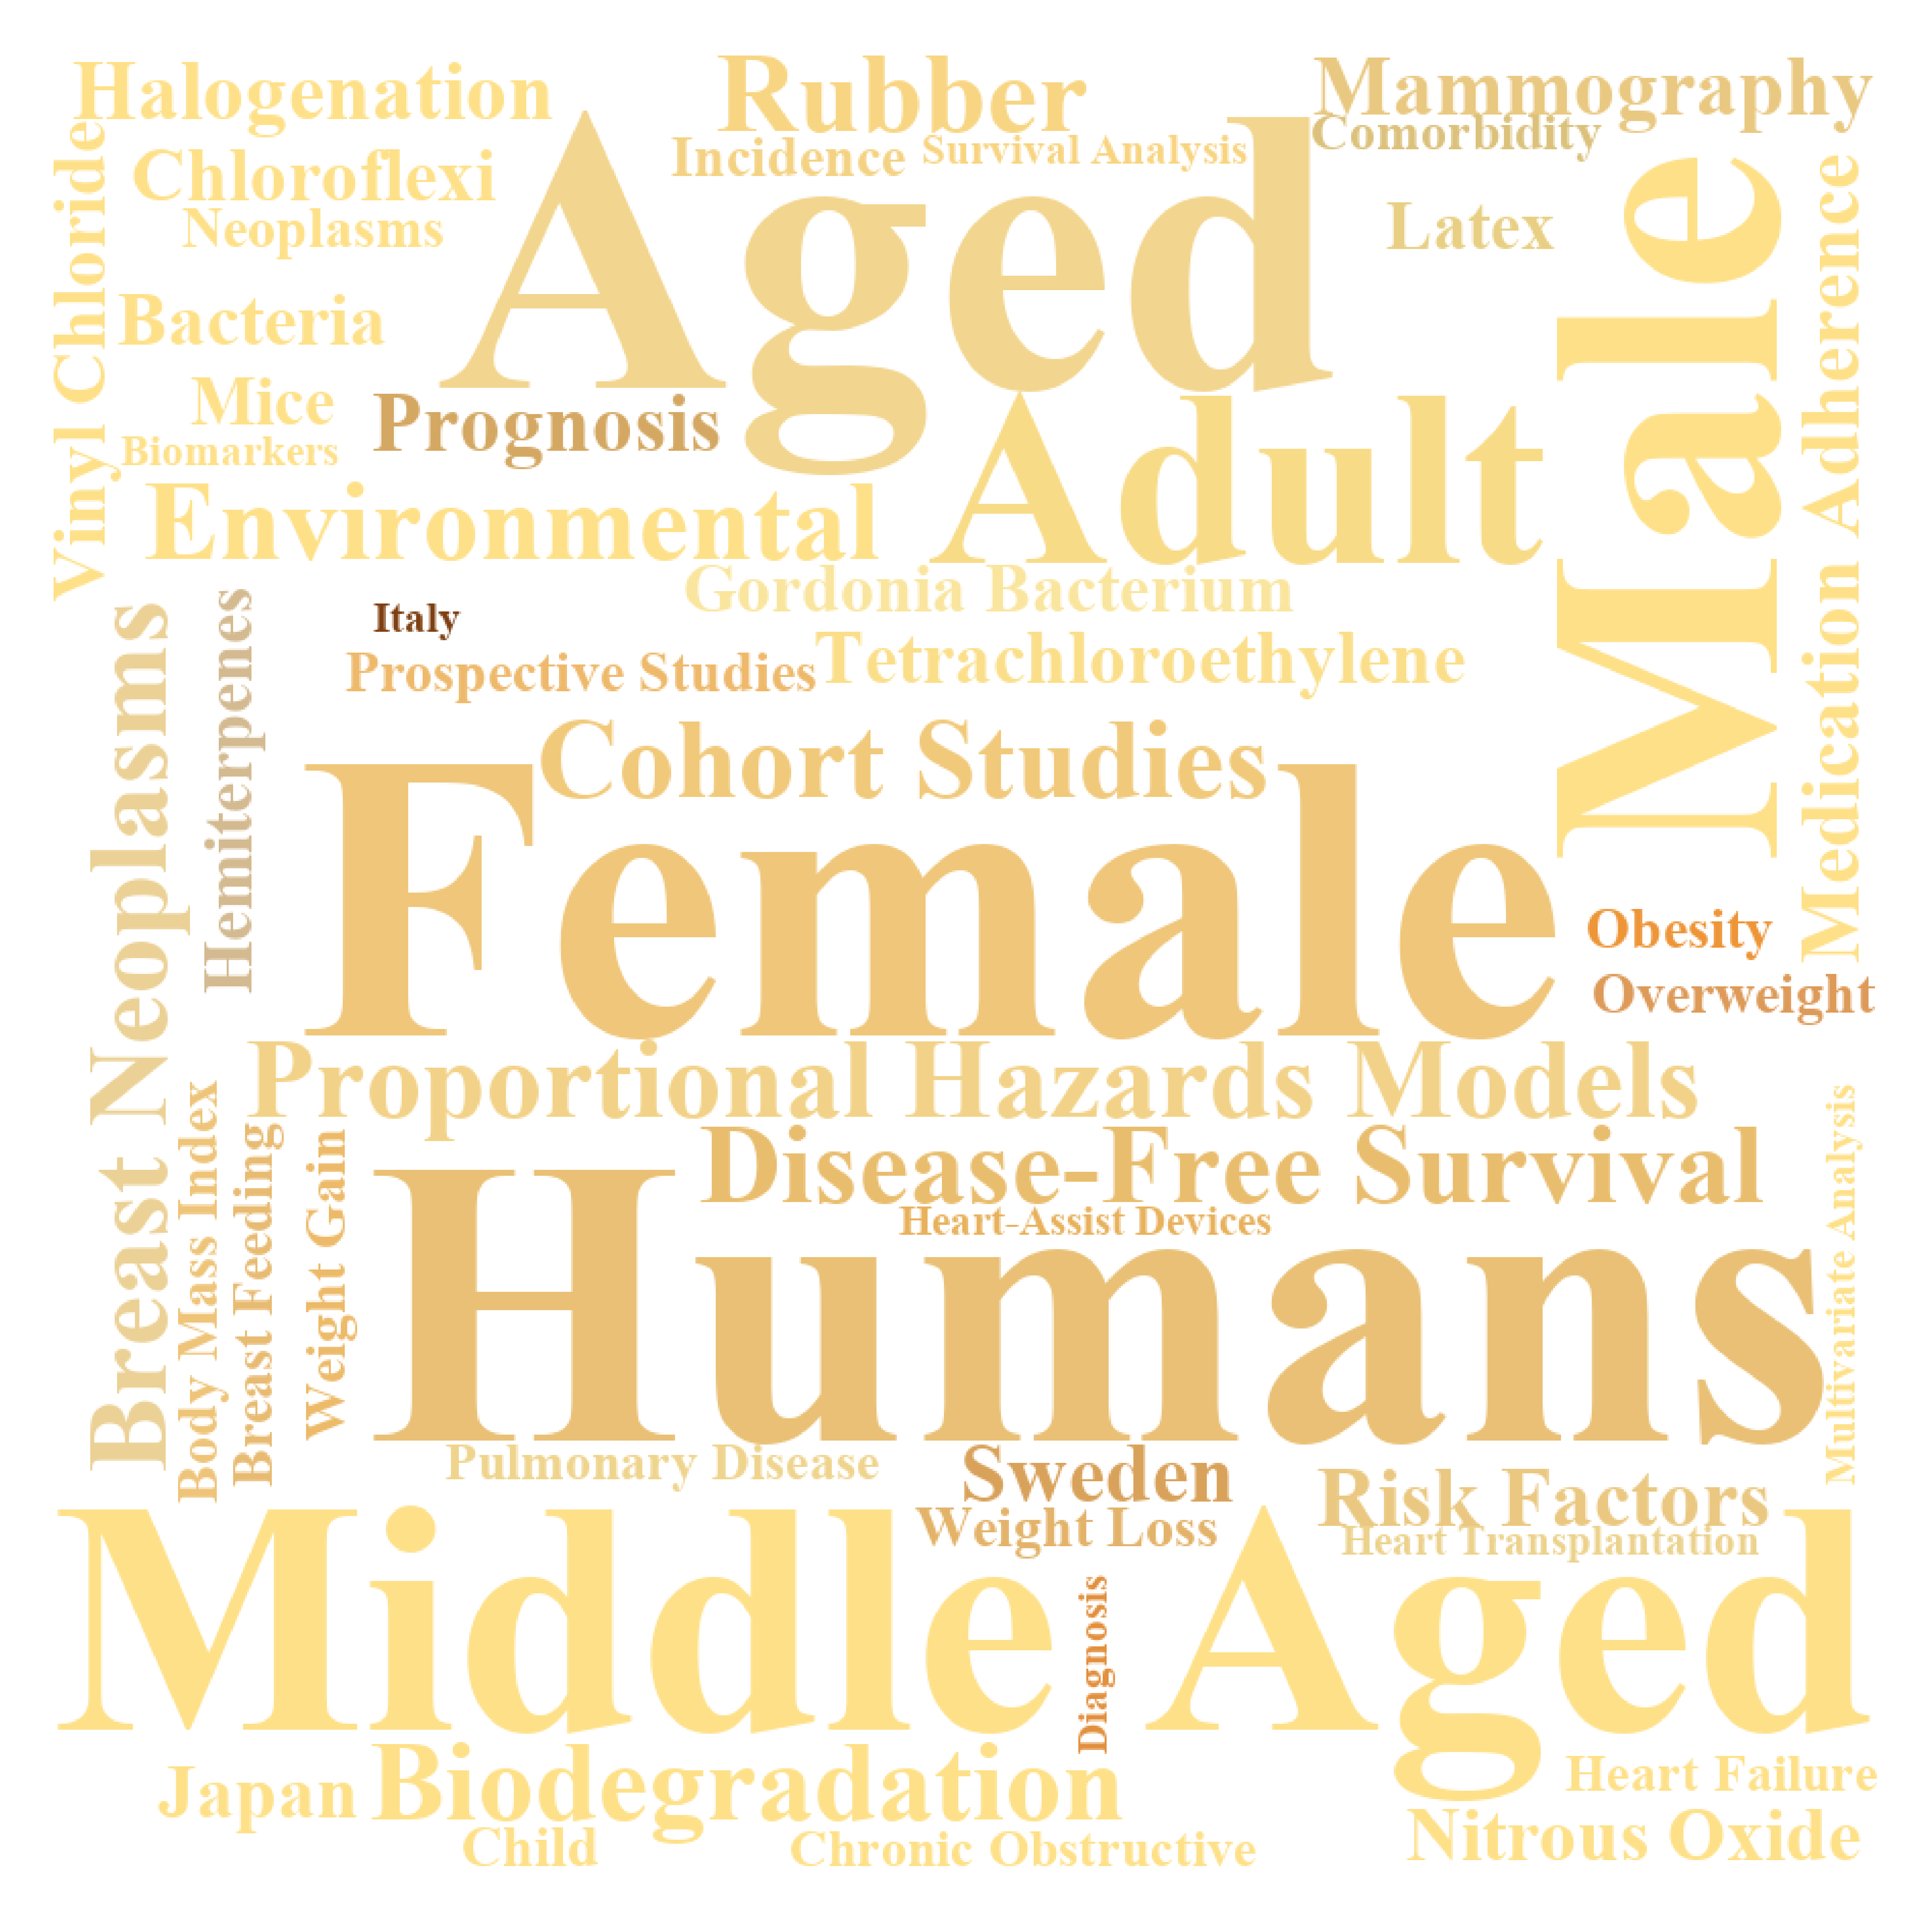 Halogenation
Rubber
Mammography
Comorbidity
Incidence
Survival Analysis
Aged
Chloroflexi
Neoplasms
Vinyl Chloride
Latex
Male
Medication Adherence
Bacteria
Mice
Prognosis
Biomarkers
Adult
Environmental
Gordonia Bacterium
Italy
Prospective Studies
Tetrachloroethylene
Breast Neoplasms
Hemiterpenes
Cohort Studies
Female
Obesity
Overweight
Proportional Hazards Models
Body Mass Index
Breast Feeding
Weight Gain
Disease-Free Survival
Heart-Assist Devices
Humans
Multivariate Analysis
Pulmonary Disease
Sweden
Risk Factors
Weight Loss
Heart Transplantation
Middle Aged
Diagnosis
Japan
Biodegradation
Heart Failure
Child
Chronic Obstructive
Nitrous Oxide